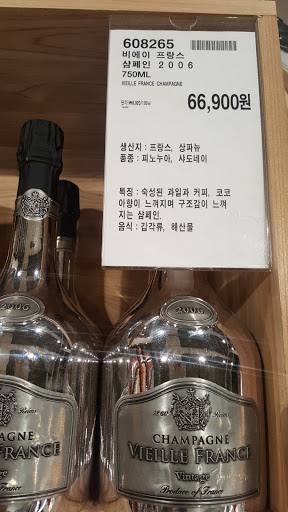 608265
비에이 프랑스
샴페인 2006
750ML
VIEILLE FRANCE CHAMPAGNE
66,900원
생산지 : 프랑스, 상파뉴
품종 : 피노누아, 샤도네이
특징 : 숙성된 과일과 커피, 코코
아향이 느껴지며 구조감이 느껴
지는 샴페인.
음식 : 갑각류, 해산물
2006
2006
CHAMPAGNE
VIEILLE FRANCE
Vintage
Produce of France